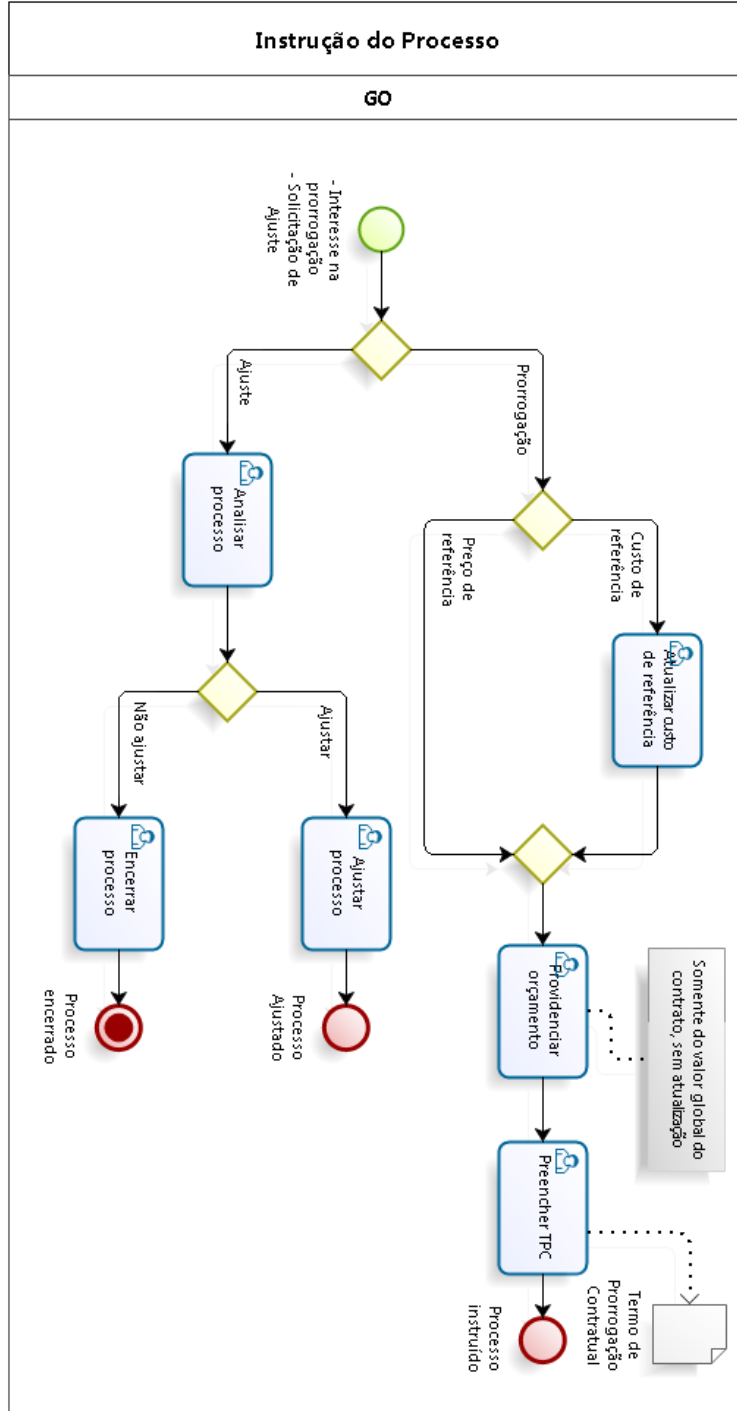 Instrução do Processo
GO
- Interesse na
prorrogação
- Solicitação de
Ajuste
Prorrogação
Ajuste
Custo de
referência
Preço de
referência
Atualizar custo
de referência
Analisar
processo
Ajustar
Não ajustar
Ajustar
processo
Encerrar
processo
Processo
Ajustado
Processo
encerrado
Providenciar
orçamento
Somente do valor global do
contrato, sem atualização
Preencher TPC
Termo de
Prorrogação
Contratual
Processo
instruído